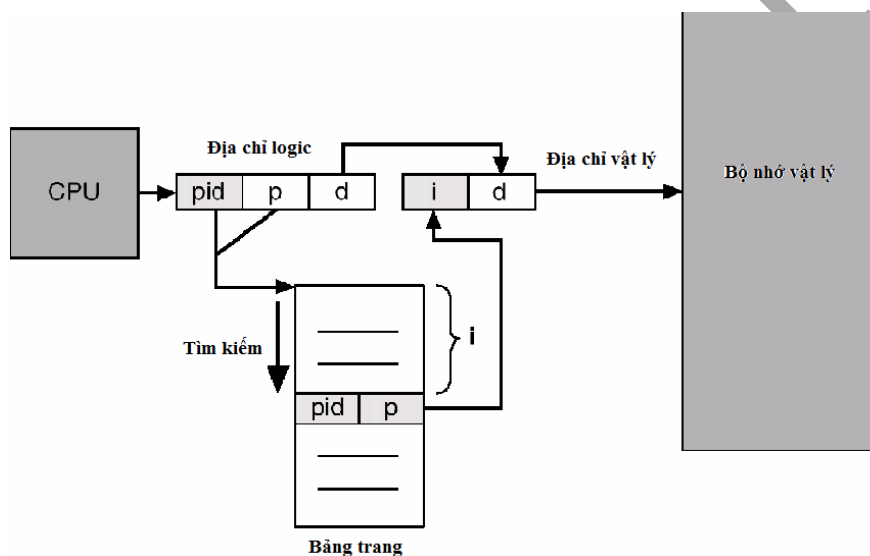 Địa chỉ logic
Địa chỉ vật lý
Bộ nhớ vật lý
CPU
pid p d
i d
Tìm kiếm
i
pid p
Bảng trang